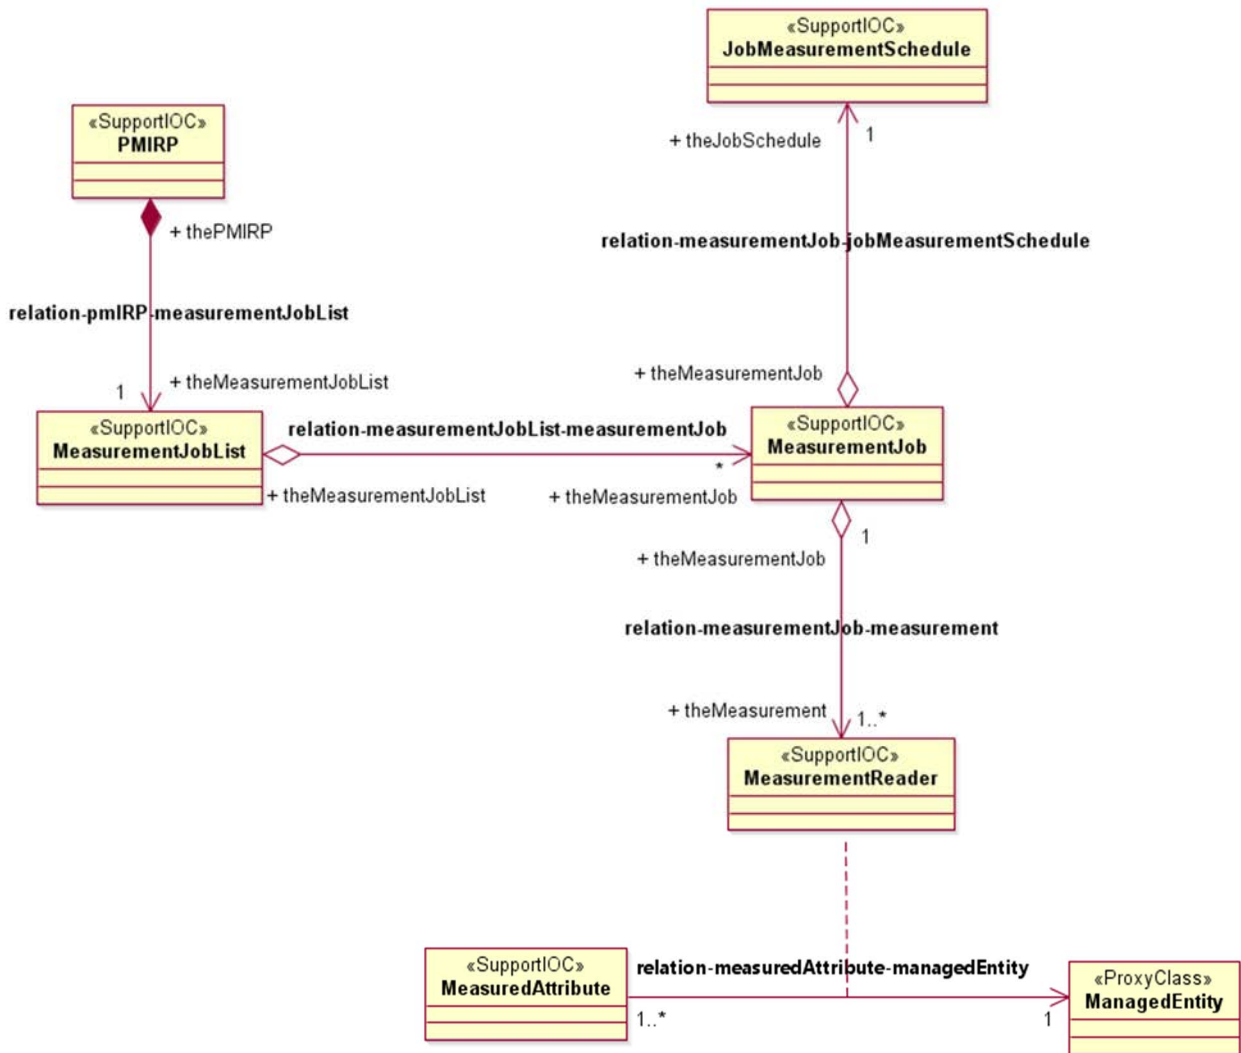 «SupportIOC»
JobMeasurementSchedule
«SupportIOC»
PMIRP
+ theJobSchedule
1
+ thePMIRP
relation-measurementJob-jobMeasurementSchedule
relation-pmIRP-measurementJobList
1
+ theMeasurementJobList
+ theMeasurementJob
«SupportIOC»
MeasurementJobList
relation-measurementJobList-measurementJob
*
«SupportIOC»
MeasurementJob
+ theMeasurementJobList
+ theMeasurementJob
1
+ theMeasurementJob
relation-measurementJob-measurement
+ theMeasurement
1..*
«SupportIOC»
MeasurementReader
«SupportIOC»
MeasuredAttribute
relation-measuredAttribute-managedEntity
1..*
1
«ProxyClass»
ManagedEntity